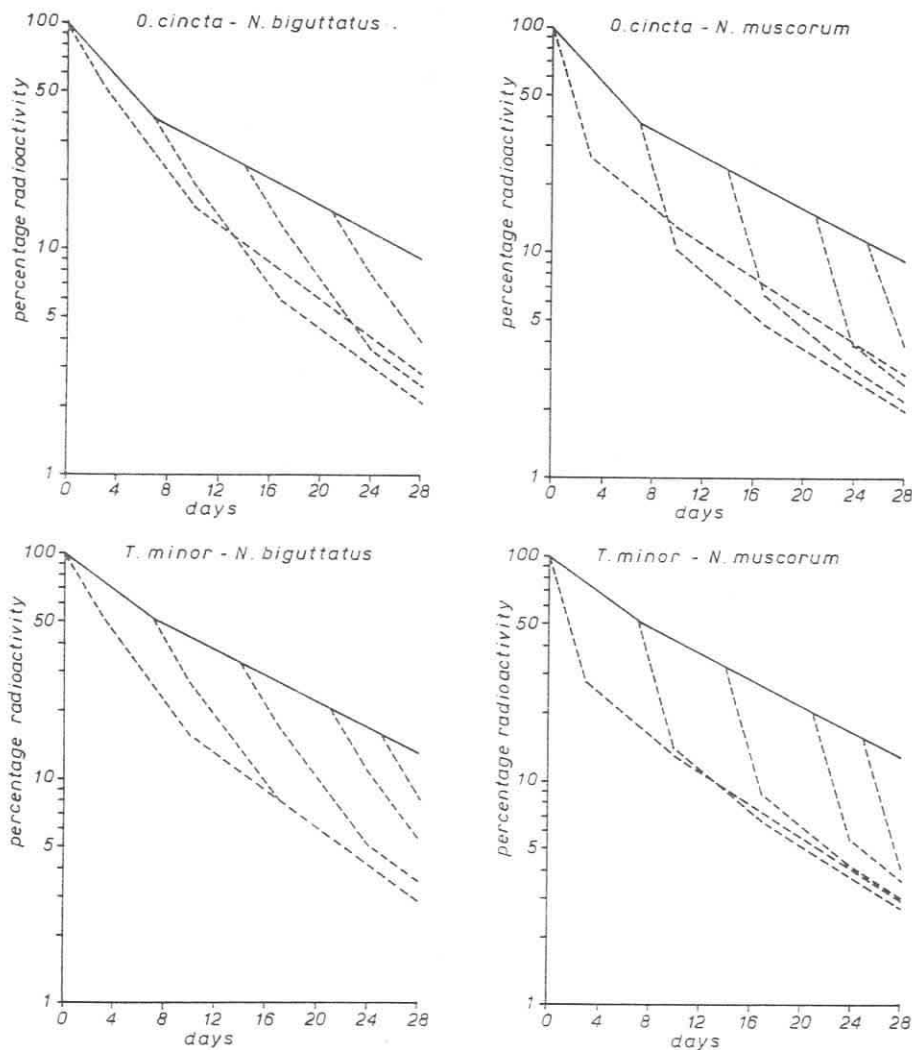 O.cincta - N.biguttatus .
percentage radioactivity
100
50
10
5
1
0 4 8 12 16 20 24 28
days
O.cincta - N.muscorum
percentage radioactivity
100
50
10
5
1
0 4 8 12 16 20 24 28
days
T.minor - N.biguttatus
percentage radioactivity
100
50
10
5
1
0 4 8 12 16 20 24 28
days
T.minor - N.muscorum
percentage radioactivity
100
50
10
5
1
0 4 8 12 16 20 24 28
days